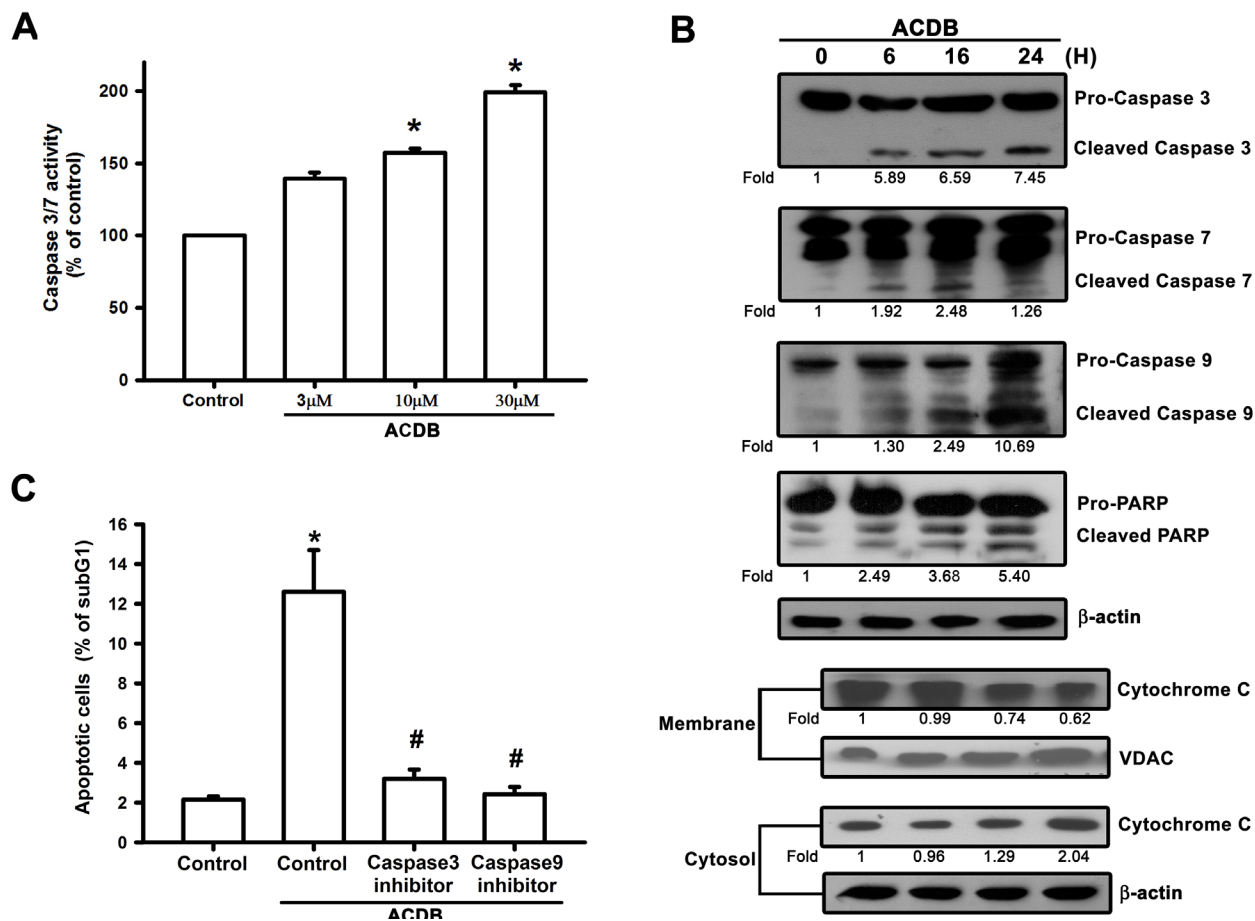 A
Caspase 3/7 activity
(% of control)
200
150
100
50
0
*
*
Control 3μM 10μM 30μM
ACDB
B
ACDB
0 6 16 24 (H)
Pro-Caspase 3
Cleaved Caspase 3
Fold 1 5.89 6.59 7.45
Pro-Caspase 7
Cleaved Caspase 7
Fold 1 1.92 2.48 1.26
Pro-Caspase 9
Cleaved Caspase 9
Fold 1 1.30 2.49 10.69
Pro-PARP
Cleaved PARP
Fold 1 2.49 3.68 5.40
β-actin
Membrane
Cytochrome C
Fold 1 0.99 0.74 0.62
VDAC
Cytosol
Cytochrome C
Fold 1 0.96 1.29 2.04
β-actin
C
Apoptotic cells (% of subG1)
16
14
12
10
8
6
4
2
0
*
#
#
Control Control Caspase3 Caspase9
inhibitor inhibitor
ACDB